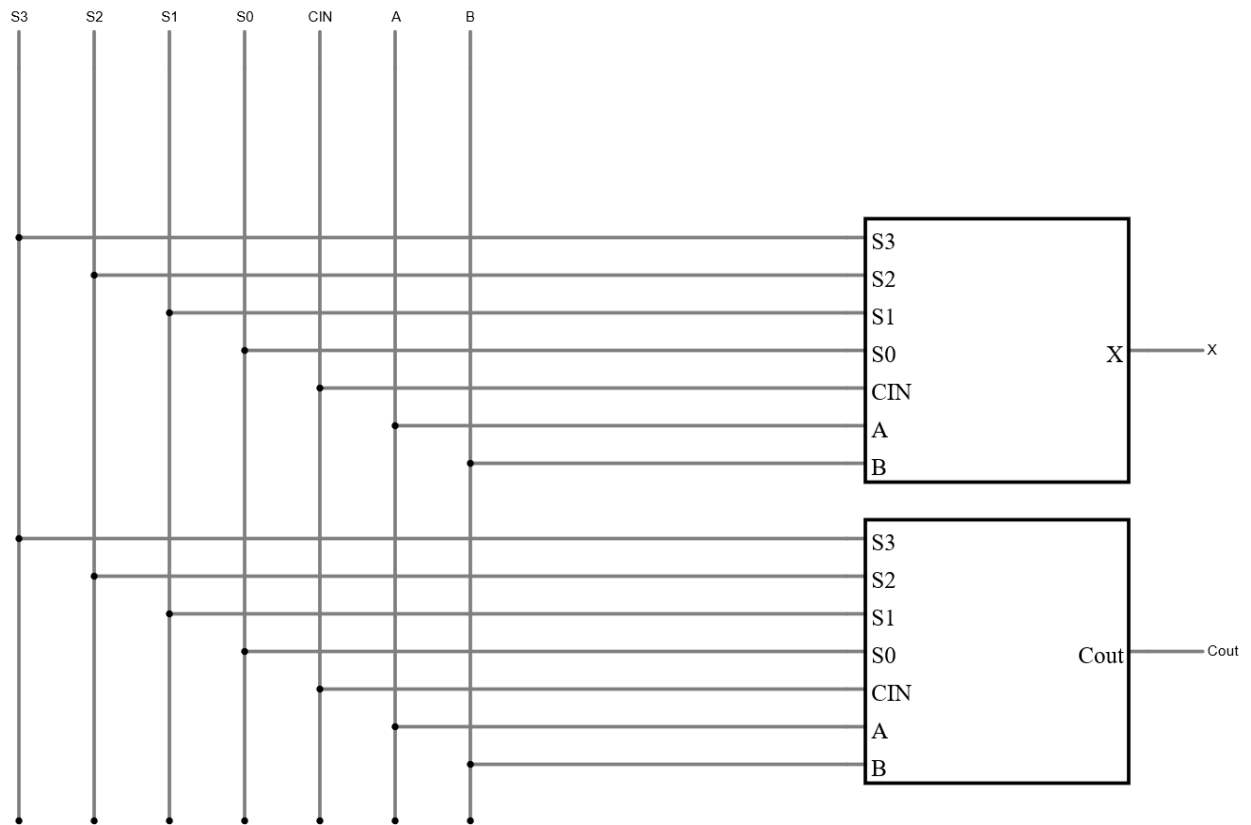 S3 S2 S1 S0 CIN A B
S3
S2
S1
S0
X X
CIN
A
B
S3
S2
S1
S0
Cout Cout
CIN
A
B